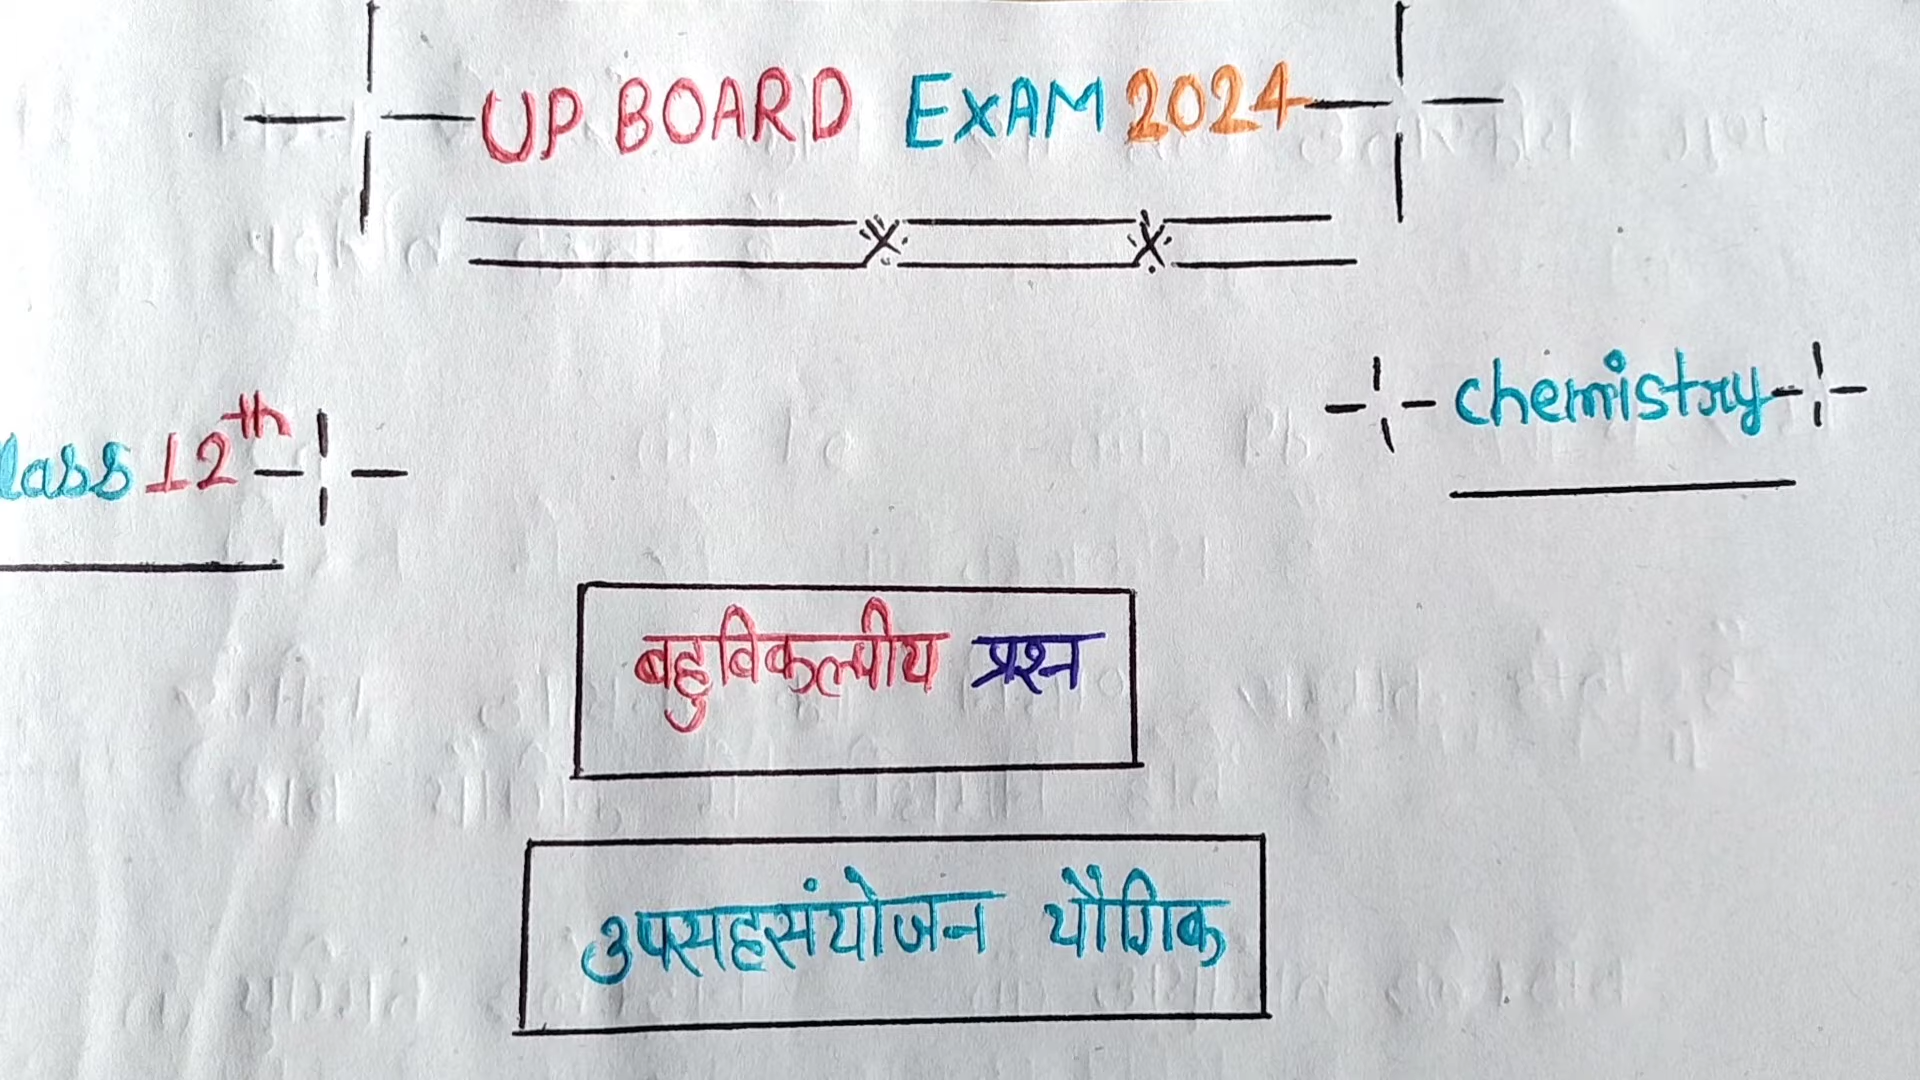 UP BOARD EXAM 2024
chemistry
lass 12th
बहुविकल्पीय प्रश्न
उपसहसंयोजन यौगिक